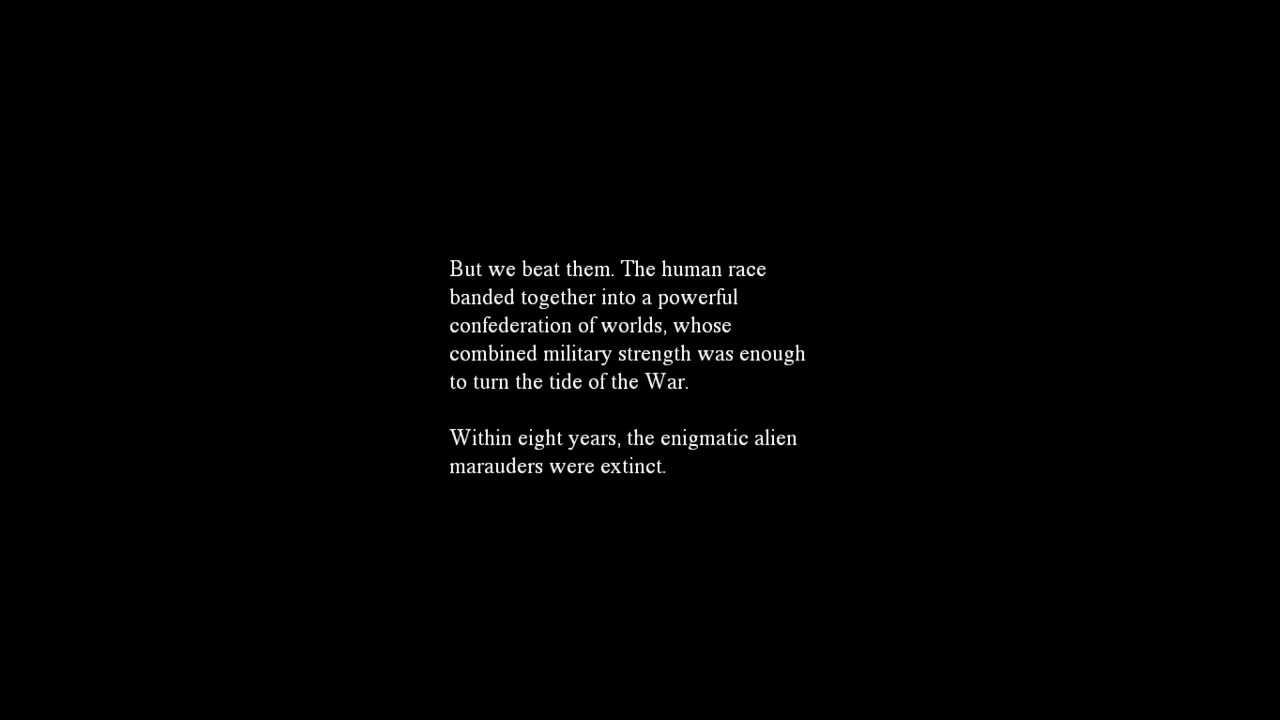 But we beat them. The human race
banded together into a powerful
confederation of worlds, whose
combined military strength was enough
to turn the tide of the War.
Within eight years, the enigmatic alien
marauders were extinct.